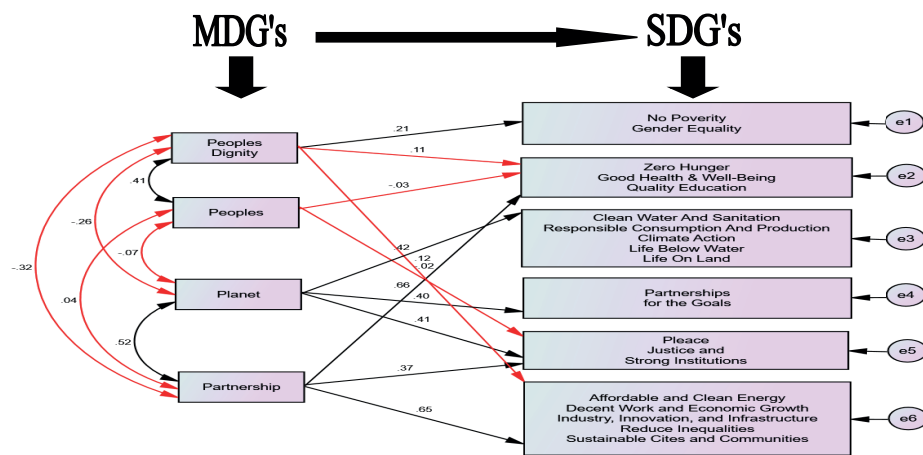 MDG's
SDG's
No Poverty
Gender Equality
e1
Peoples
Dignity
.21
.11
Zero Hunger
Good Health & Well-Being
Quality Education
e2
.41
-.03
Peoples
-.26
Clean Water And Sanitation
Responsible Consumption And Production
Climate Action
Life Below Water
Life On Land
e3
-.07
.42
.12
-.02
-.32
.04
Planet
.66
.40
.41
Partnerships
for the Goals
e4
.52
Pleace
Justice and
Strong Institutions
e5
Partnership
.37
.65
Affordable and Clean Energy
Decent Work and Economic Growth
Industry, Innovation, and Infrastructure
Reduce Inequalities
Sustainable Cites and Communities
e6